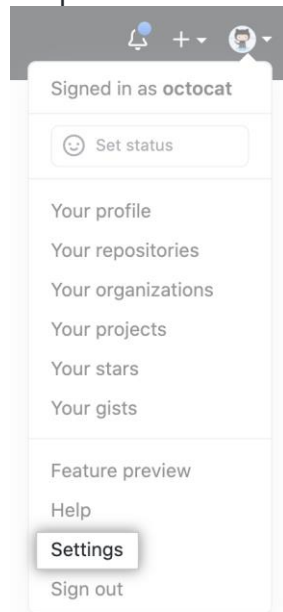 Signed in as octocat
Set status
Your profile
Your repositories
Your organizations
Your projects
Your stars
Your gists
Feature preview
Help
Settings
Sign out